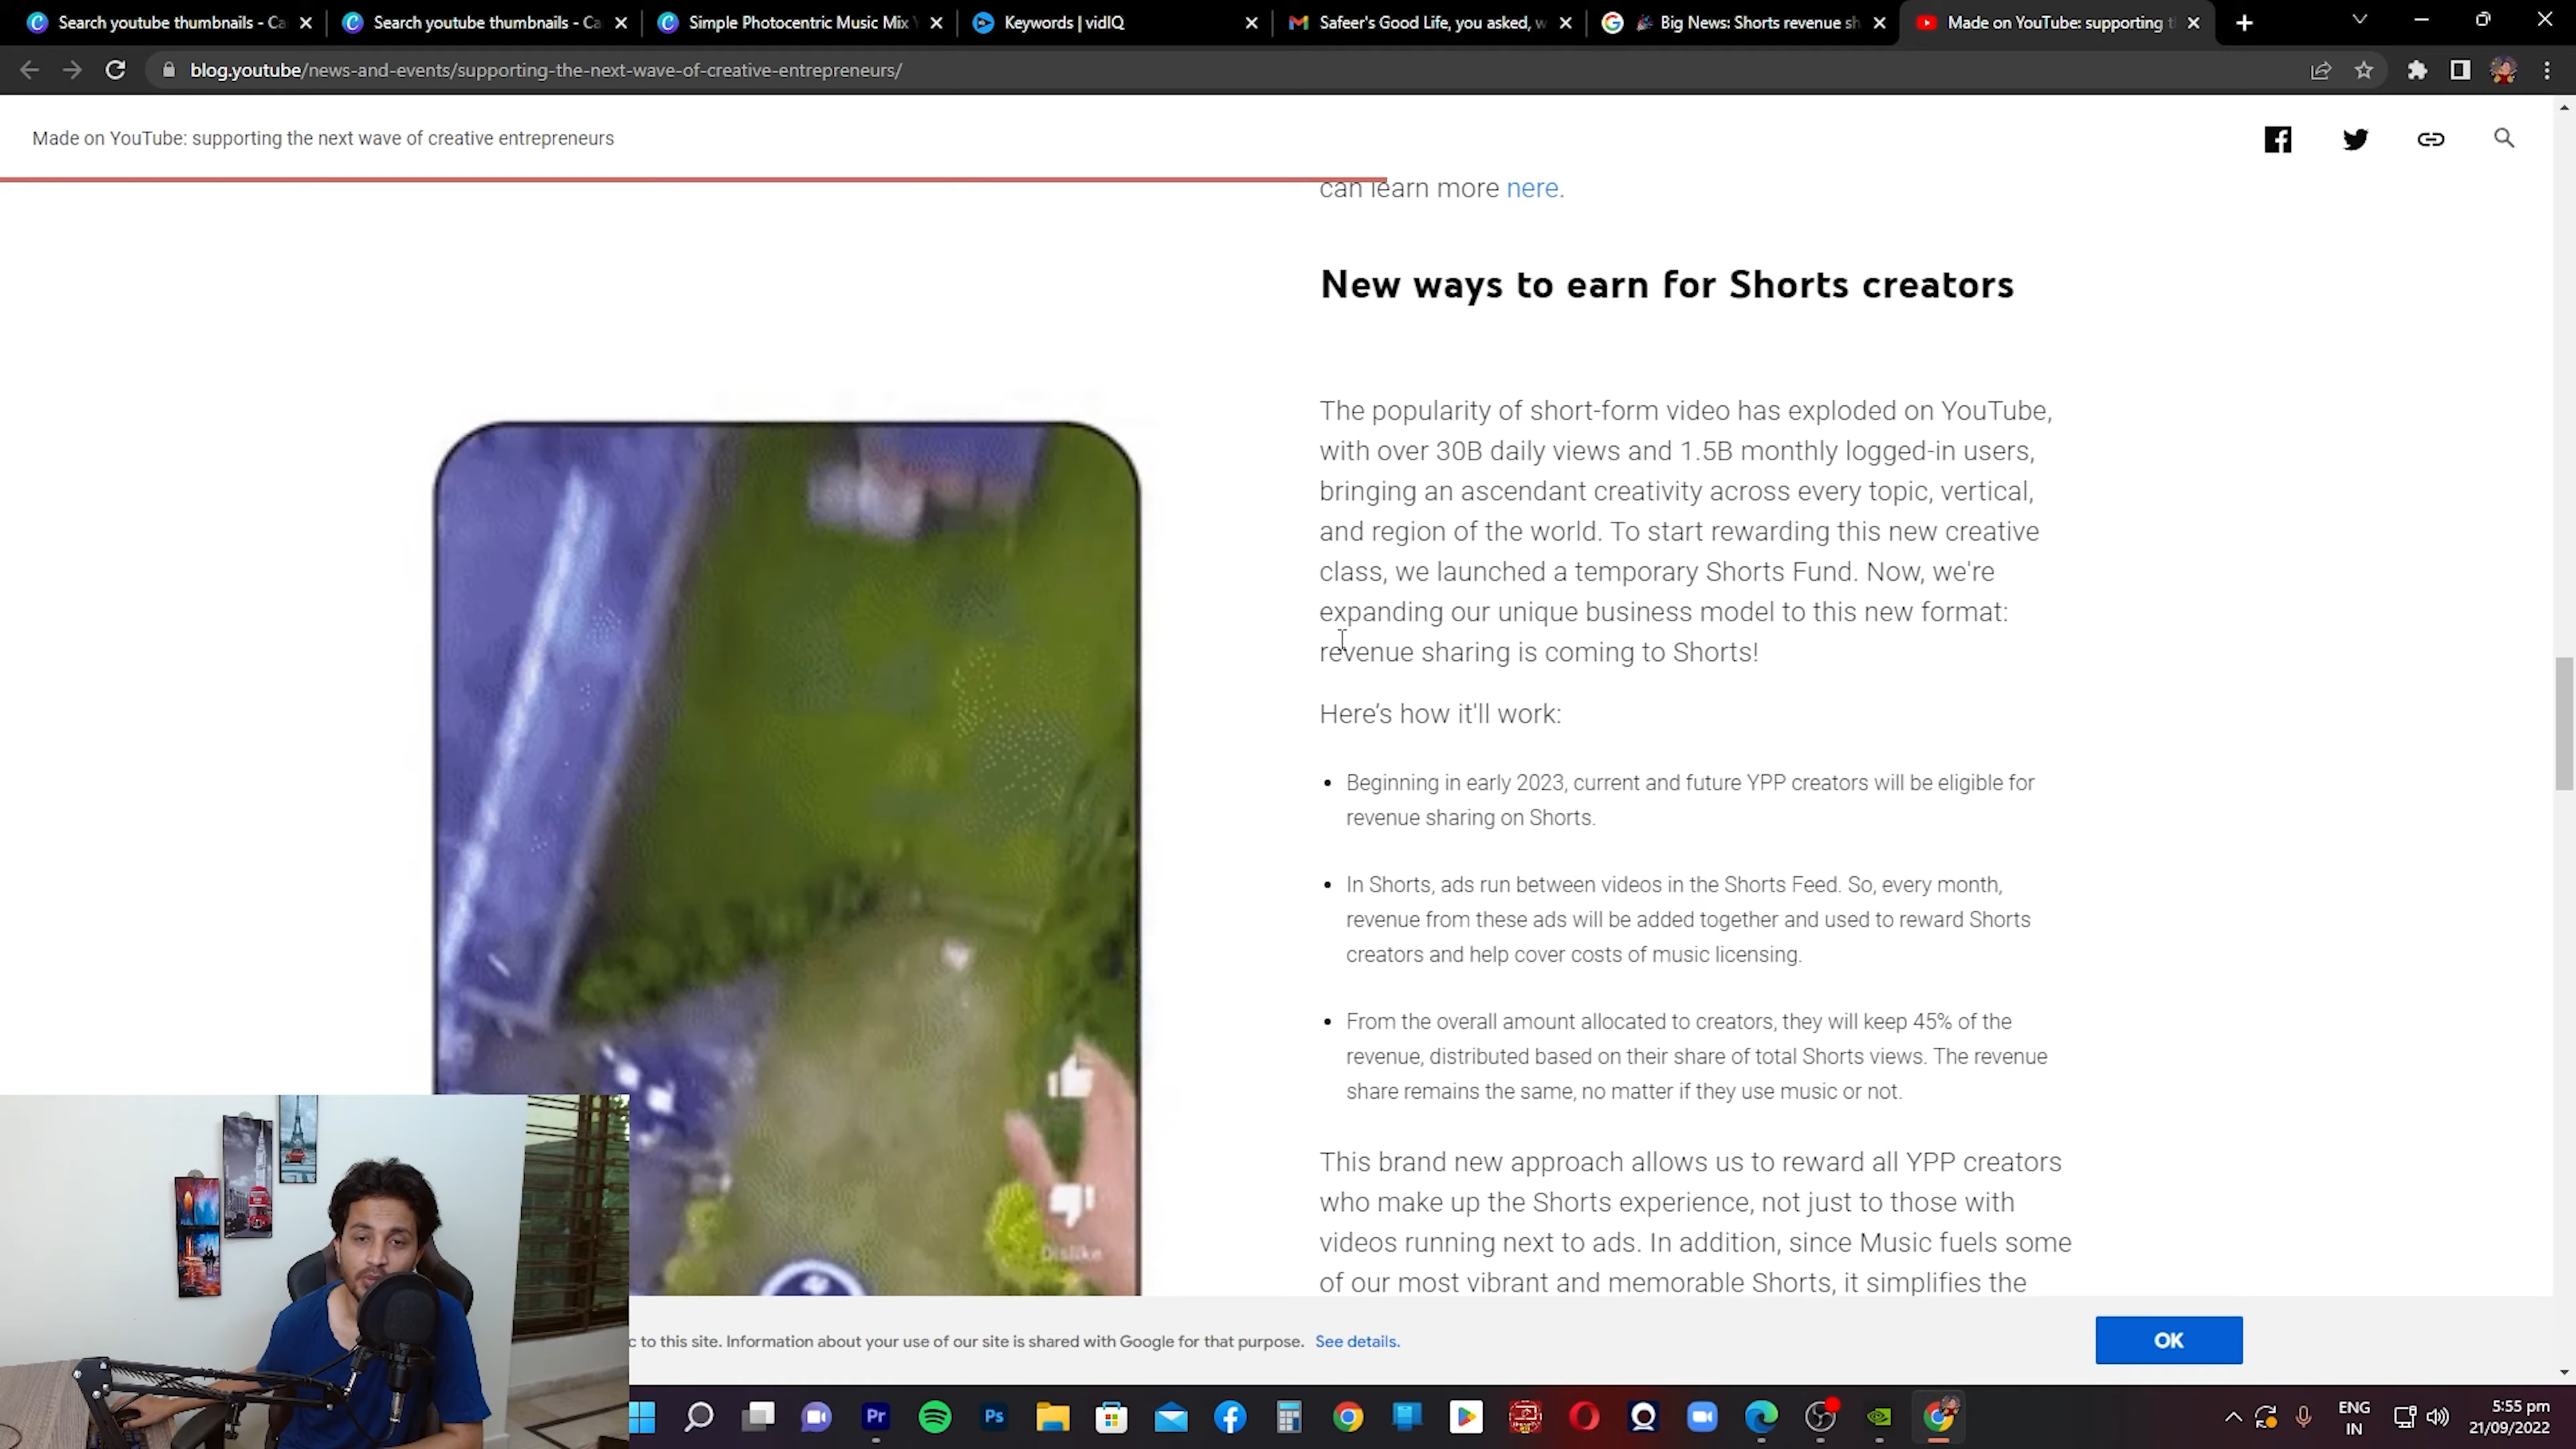 Search youtube thumbnails - Ca
Search youtube thumbnails - Ca
Simple Photocentric Music Mix Y
Keywords | vidIQ
Safeer's Good Life, you asked, w
Big News: Shorts revenue sh
Made on YouTube: supporting t
blog.youtube/news-and-events/supporting-the-next-wave-of-creative-entrepreneurs/
Made on YouTube: supporting the next wave of creative entrepreneurs
can learn more here.
New ways to earn for Shorts creators
The popularity of short-form video has exploded on YouTube,
with over 30B daily views and 1.5B monthly logged-in users,
bringing an ascendant creativity across every topic, vertical,
and region of the world. To start rewarding this new creative
class, we launched a temporary Shorts Fund. Now, we're
expanding our unique business model to this new format:
revenue sharing is coming to Shorts!
Here's how it'll work:
• Beginning in early 2023, current and future YPP creators will be eligible for
revenue sharing on Shorts.
• In Shorts, ads run between videos in the Shorts Feed. So, every month,
revenue from these ads will be added together and used to reward Shorts
creators and help cover costs of music licensing.
• From the overall amount allocated to creators, they will keep 45% of the
revenue, distributed based on their share of total Shorts views. The revenue
share remains the same, no matter if they use music or not.
This brand new approach allows us to reward all YPP creators
who make up the Shorts experience, not just to those with
videos running next to ads. In addition, since Music fuels some
of our most vibrant and memorable Shorts, it simplifies the
Dislike
c to this site. Information about your use of our site is shared with Google for that purpose. See details.
OK
Pr
Ps
ENG
IN
5:55 pm
21/09/2022